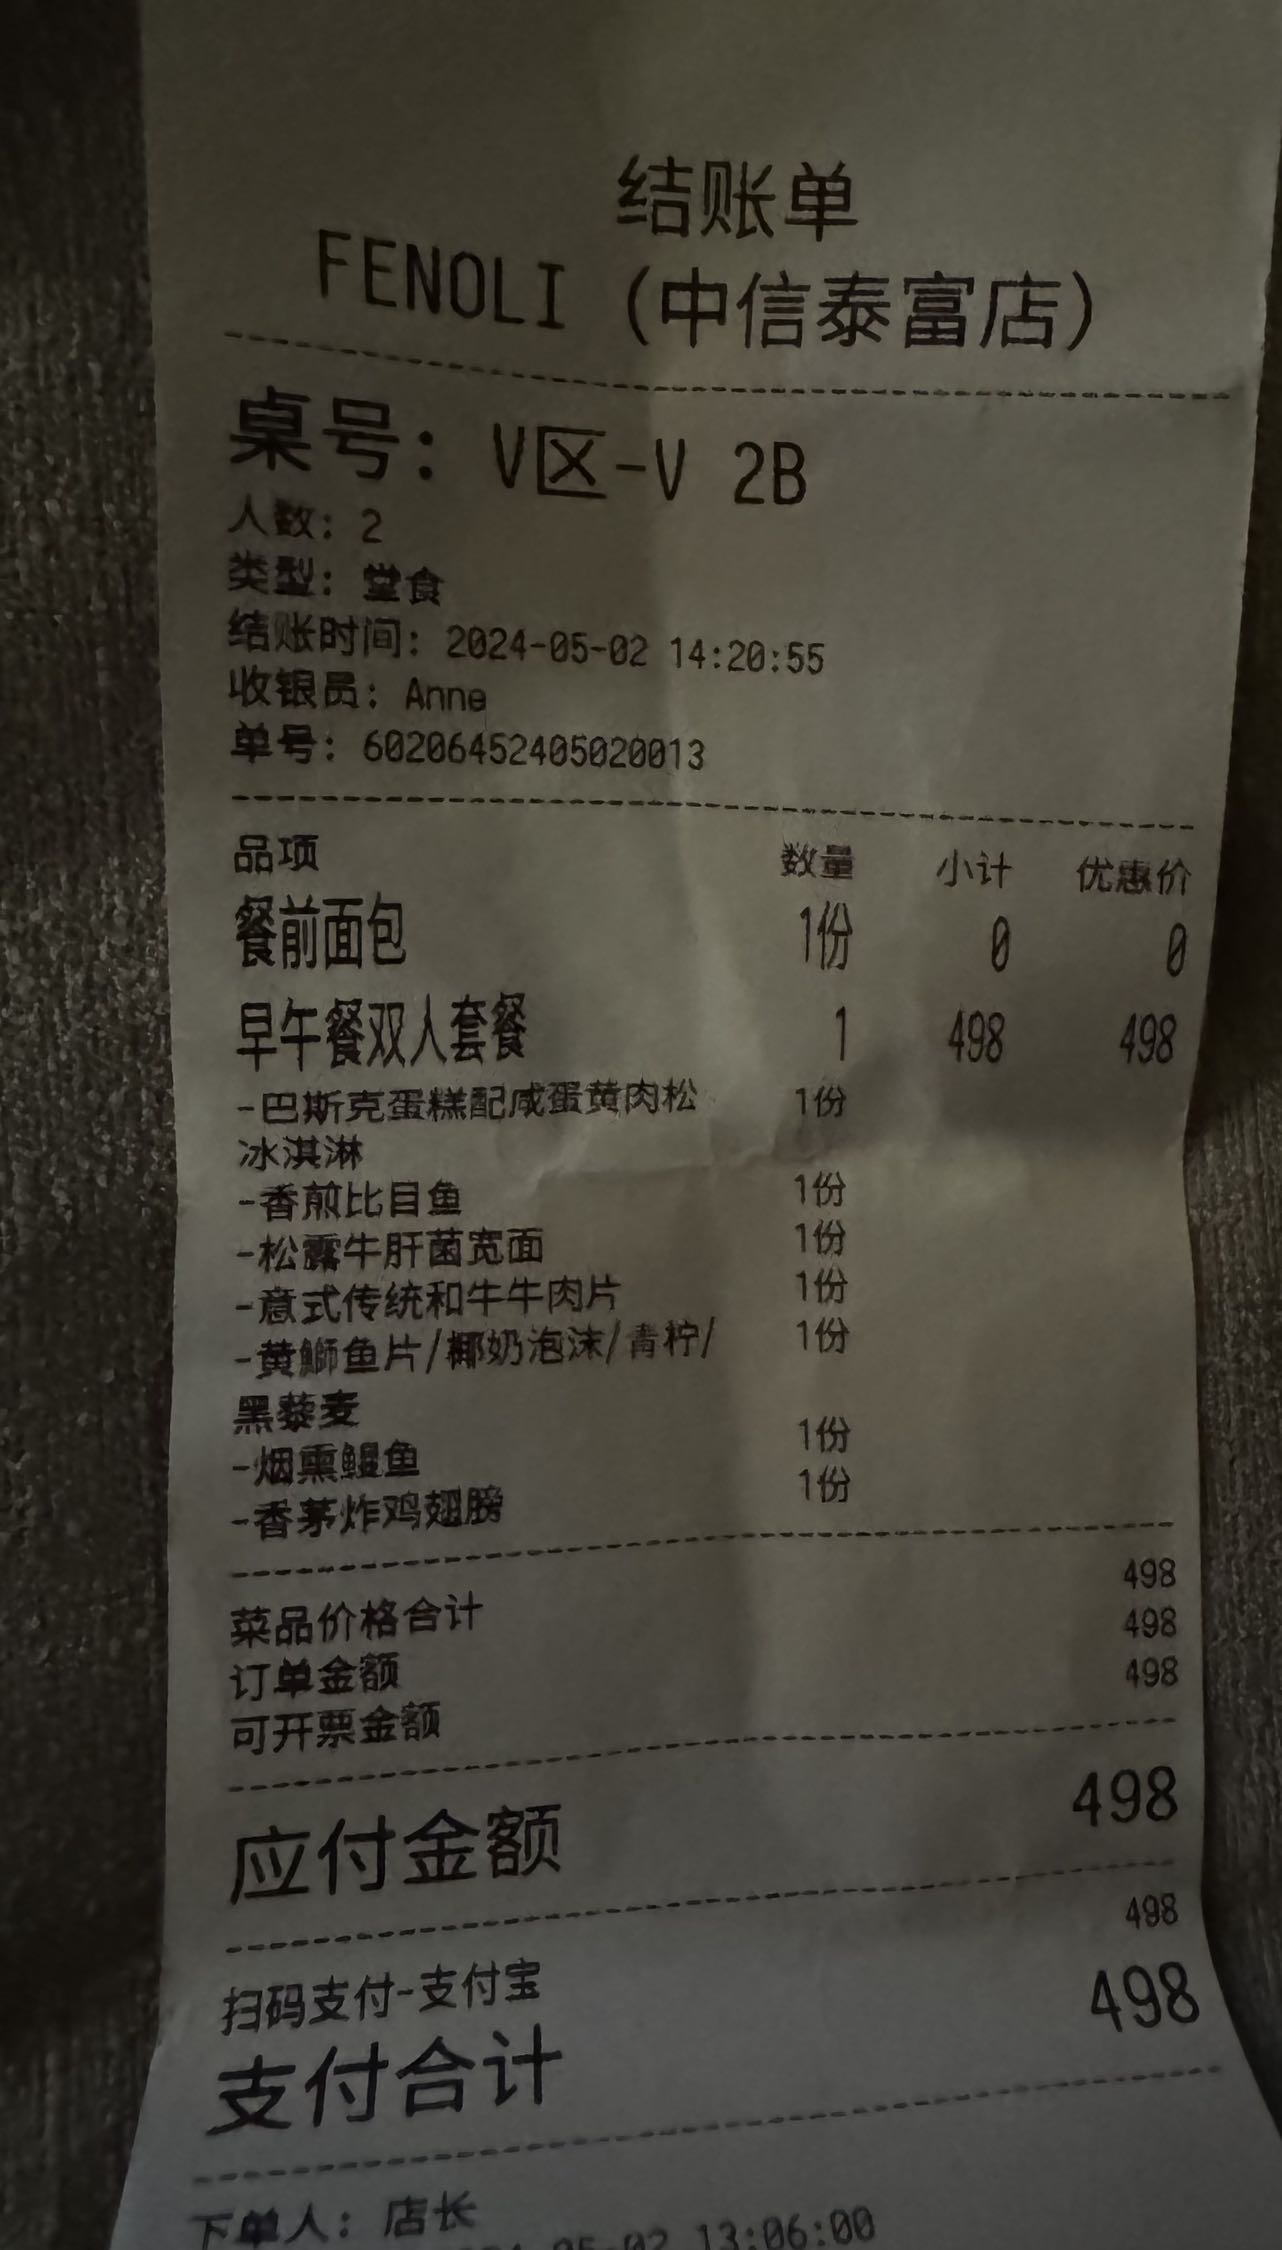 结账单
FENOLI (中信泰富店)
桌号: V区-V 2B
人数: 2
类型: 堂食
结账时间: 2024-05-02 14:20:55
收银员: Anne
单号: 60206452405020013
品项 数量 小计 优惠价
餐前面包 1份 0 0
早午餐双人套餐 1 498 498
-巴斯克蛋糕配咸蛋黄肉松 1份
冰淇淋
-香煎比目鱼 1份
-松露牛肝菌宽面 1份
-意式传统和牛牛肉片 1份
-黄鰤鱼片/椰奶泡沫/青柠/ 1份
黑藜麦
-烟熏鳗鱼 1份
-香茅炸鸡翅膀 1份
菜品价格合计 498
订单金额 498
可开票金额 498
应付金额 498
扫码支付-支付宝 498
支付合计 498
下单人: 店长
05-02 13:06:00